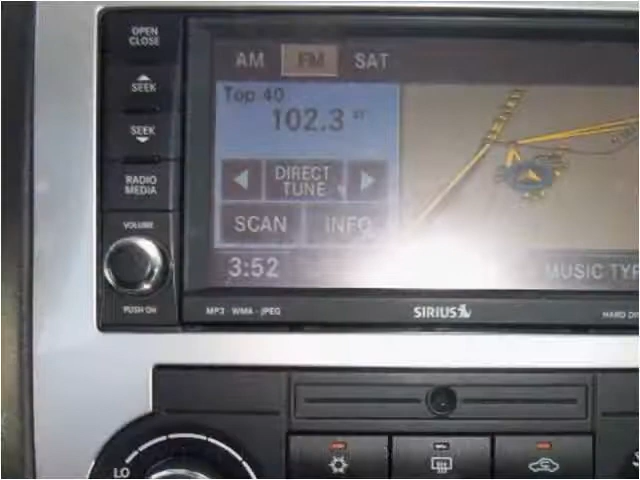 OPEN
CLOSE
AM FM SAT
SEEK
Top 40
102.3
SEEK
DIRECT
TUNE
RADIO
MEDIA
SCAN INFO
VOLUME
3:52
MUSIC TYP
PUSH ON
MP3 · WMA · JPEG
SIRIUS
HARD DI
LO